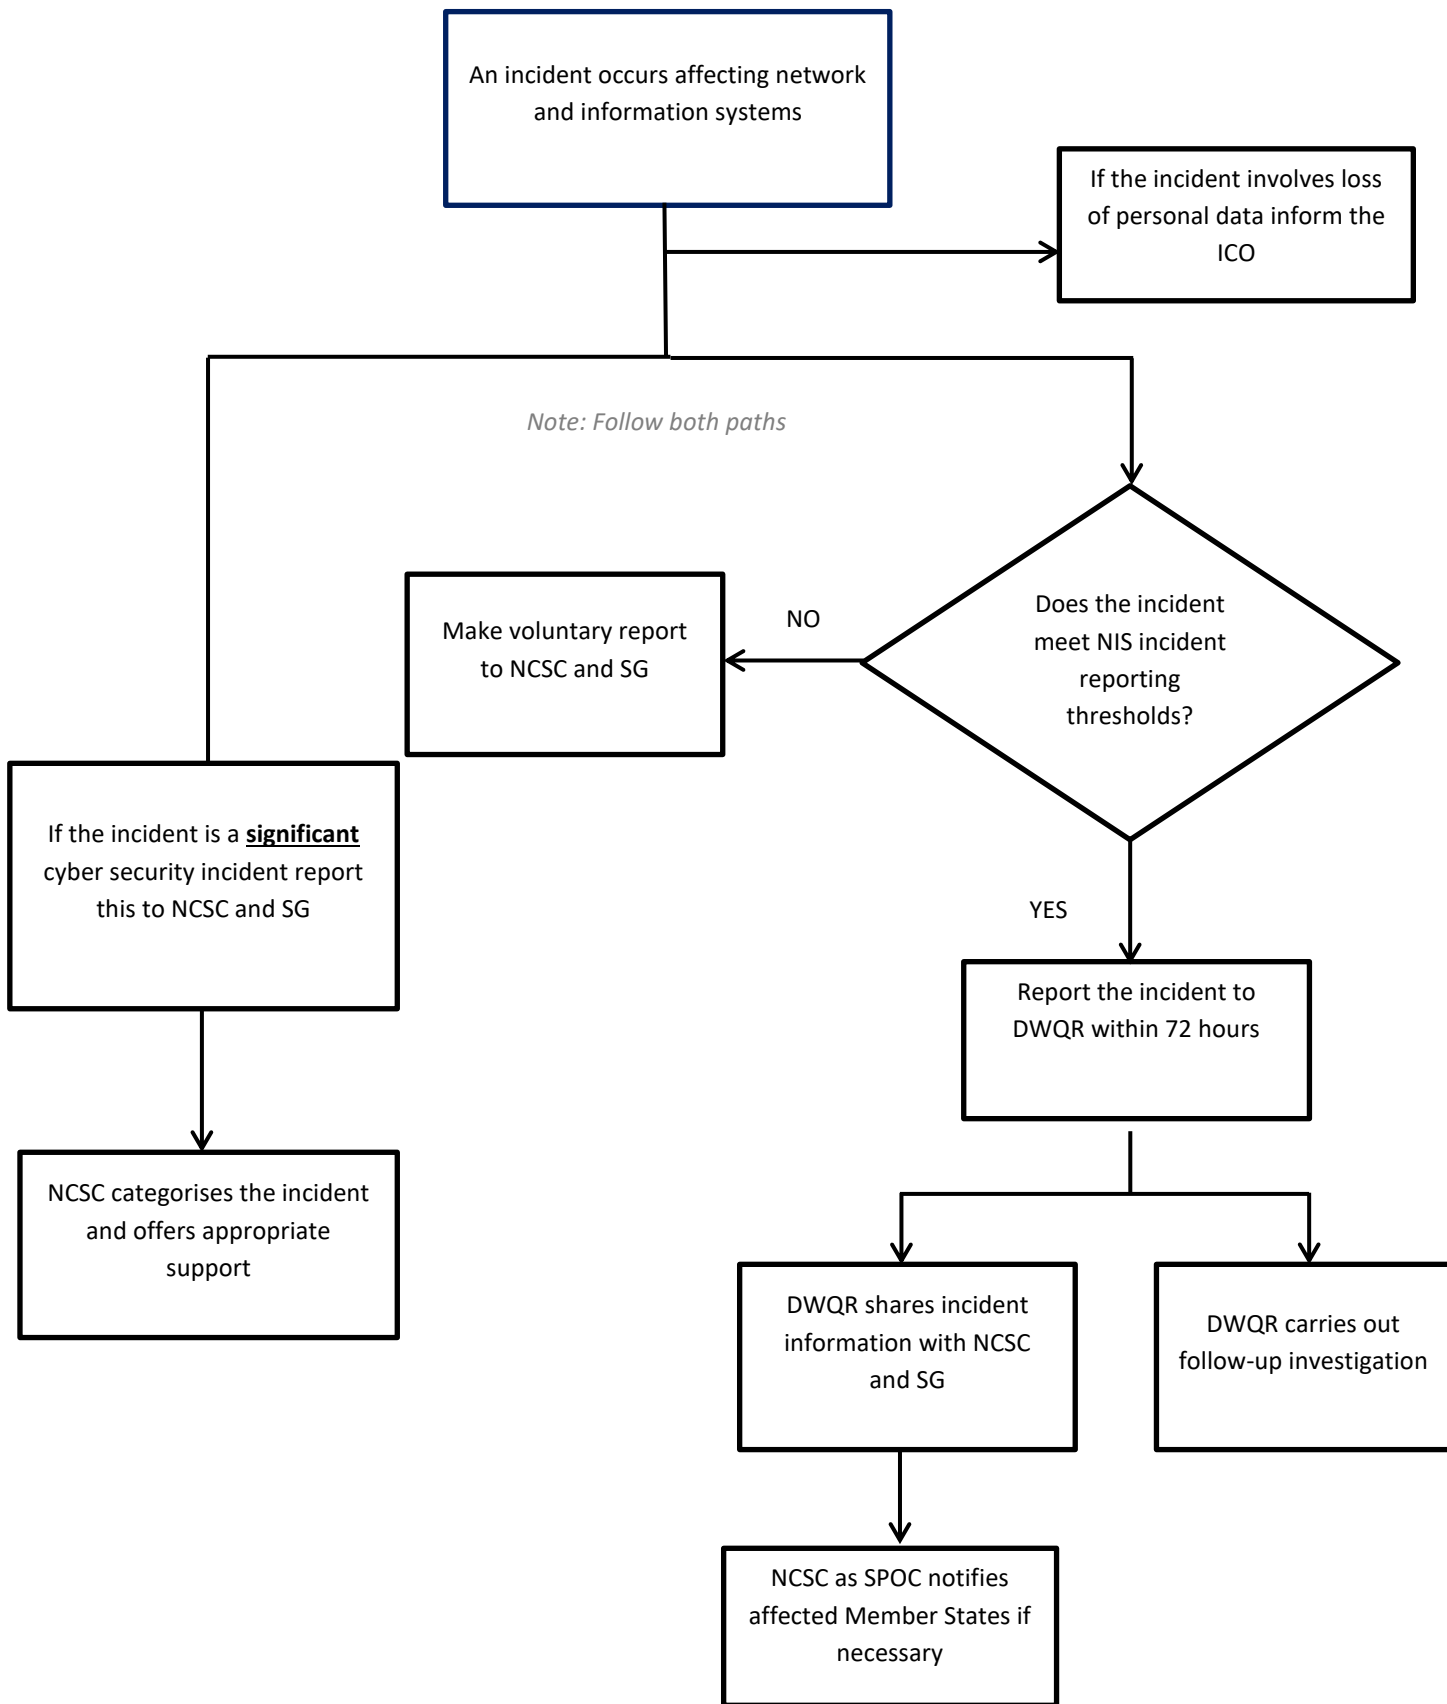 An incident occurs affecting network
and information systems
If the incident involves loss
of personal data inform the
ICO
Note: Follow both paths
Does the incident
meet NIS incident
reporting
thresholds?
NO
Make voluntary report
to NCSC and SG
If the incident is a significant
cyber security incident report
this to NCSC and SG
YES
Report the incident to
DWQR within 72 hours
NCSC categorises the incident
and offers appropriate
support
DWQR shares incident
information with NCSC
and SG
DWQR carries out
follow-up investigation
NCSC as SPOC notifies
affected Member States if
necessary